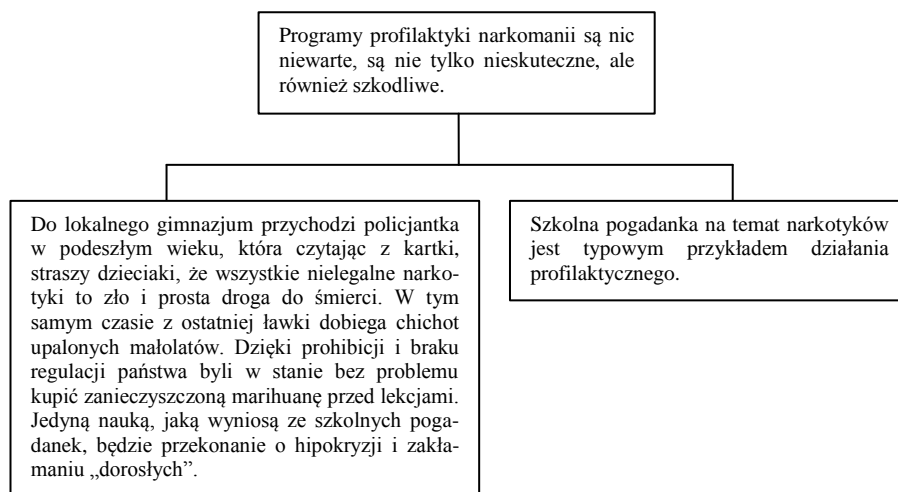 Programy profilaktyki narkomanii są nic
niewarte, są nie tylko nieskuteczne, ale
również szkodliwe.
Do lokalnego gimnazjum przychodzi policjantka
w podeszłym wieku, która czytając z kartki,
straszy dzieciaki, że wszystkie nielegalne narko-
tyki to zło i prosta droga do śmierci. W tym
samym czasie z ostatniej ławki dobiega chichot
upalonych małolatów. Dzięki prohibicji i braku
regulacji państwa byli w stanie bez problemu
kupić zanieczyszczoną marihuanę przed lekcjami.
Jedyną nauką, jaką wyniosą ze szkolnych poga-
danek, będzie przekonanie o hipokryzji i zakła-
maniu „dorosłych”.
Szkolna pogadanka na temat narkotyków
jest typowym przykładem działania
profilaktycznego.